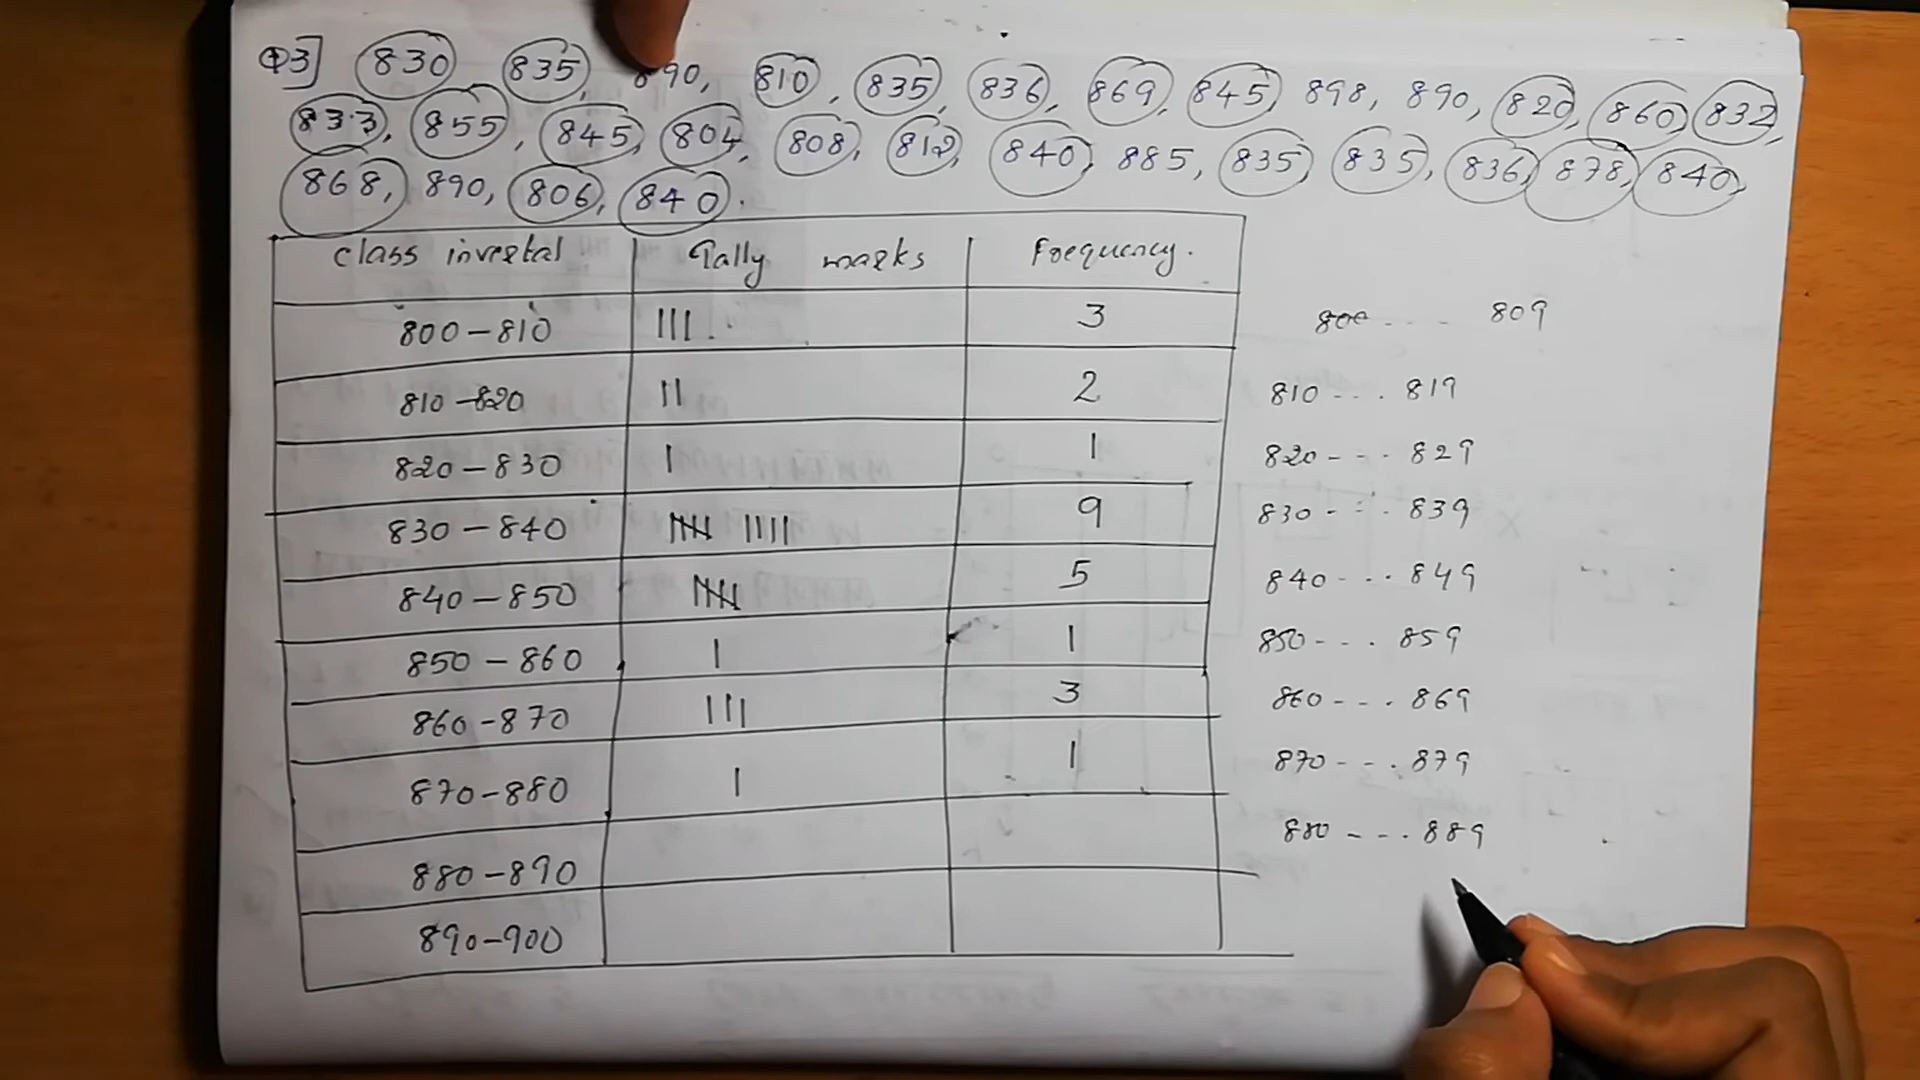 Q3] 830, 835, 890, 810, 835, 836, 869, 845, 898, 890, 820, 860, 832,
833, 855, 845, 804, 808, 812, 840, 885, 835, 835, 836, 878, 840,
868, 890, 806, 840.
class invertal Tally marks Frequency.
800-810 ||| 3 800 --- 809
810-820 || 2 810 --- 819
820-830 | 1 820 --- 829
830-840 |||| |||| 9 830 --- 839
840-850 |||| 5 840 --- 849
850-860 | 1 850 --- 859
860-870 ||| 3 860 --- 869
870-880 | 1 870 --- 879
880-890 880 --- 889
890-900